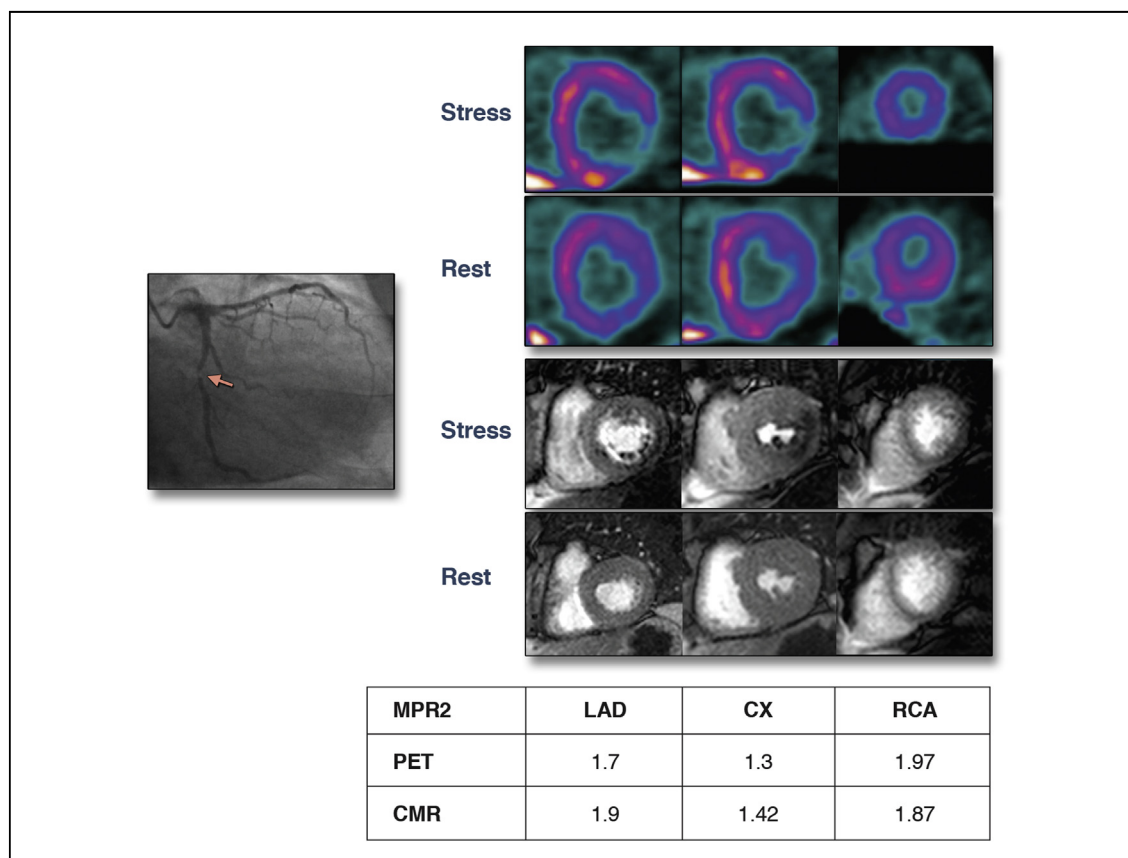 Stress
Rest
Stress
Rest
MPR2 LAD CX RCA
PET 1.7 1.3 1.97
CMR 1.9 1.42 1.87